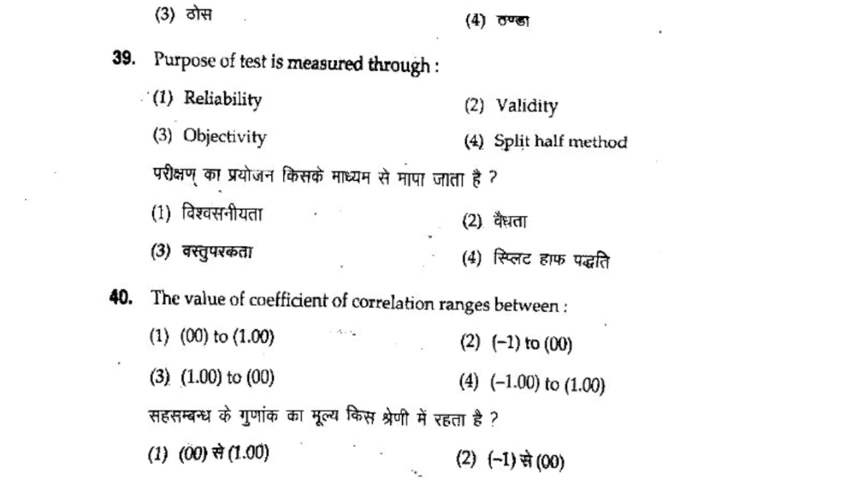 (3) ठोस (4) ठण्डा
39. Purpose of test is measured through :
(1) Reliability (2) Validity
(3) Objectivity (4) Split half method
परीक्षण् का प्रयोजन किसके माध्यम से मापा जाता है ?
(1) विश्वसनीयता (2) वैधता
(3) वस्तुपरकता (4) स्प्लिट हाफ पद्धति
40. The value of coefficient of correlation ranges between :
(1) (00) to (1.00) (2) (–1) to (00)
(3) (1.00) to (00) (4) (–1.00) to (1.00)
सहसम्बन्ध के गुणांक का मूल्य किस श्रेणी में रहता है ?
(1) (00) से (1.00) (2) (–1) से (00)